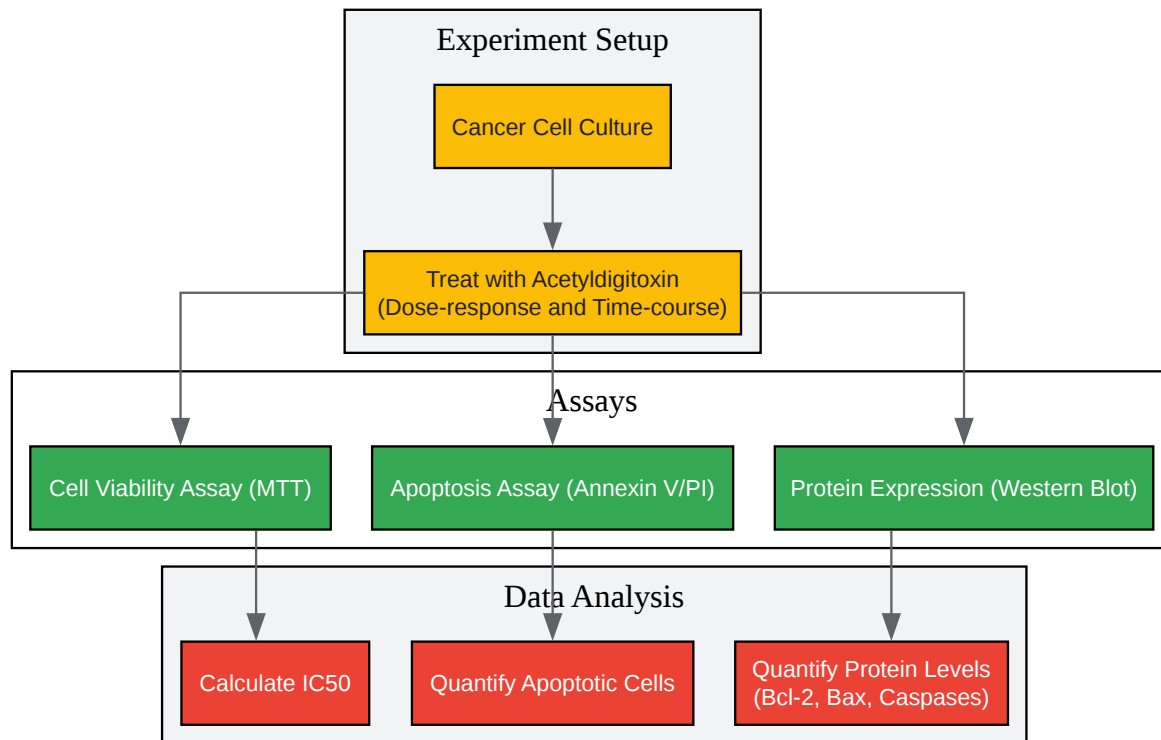 Experiment Setup
Cancer Cell Culture
Treat with Acetyldigitoxin
(Dose-response and Time-course)
Assays
Cell Viability Assay (MTT)
Apoptosis Assay (Annexin V/PI)
Protein Expression (Western Blot)
Data Analysis
Calculate IC50
Quantify Apoptotic Cells
Quantify Protein Levels
(Bcl-2, Bax, Caspases)